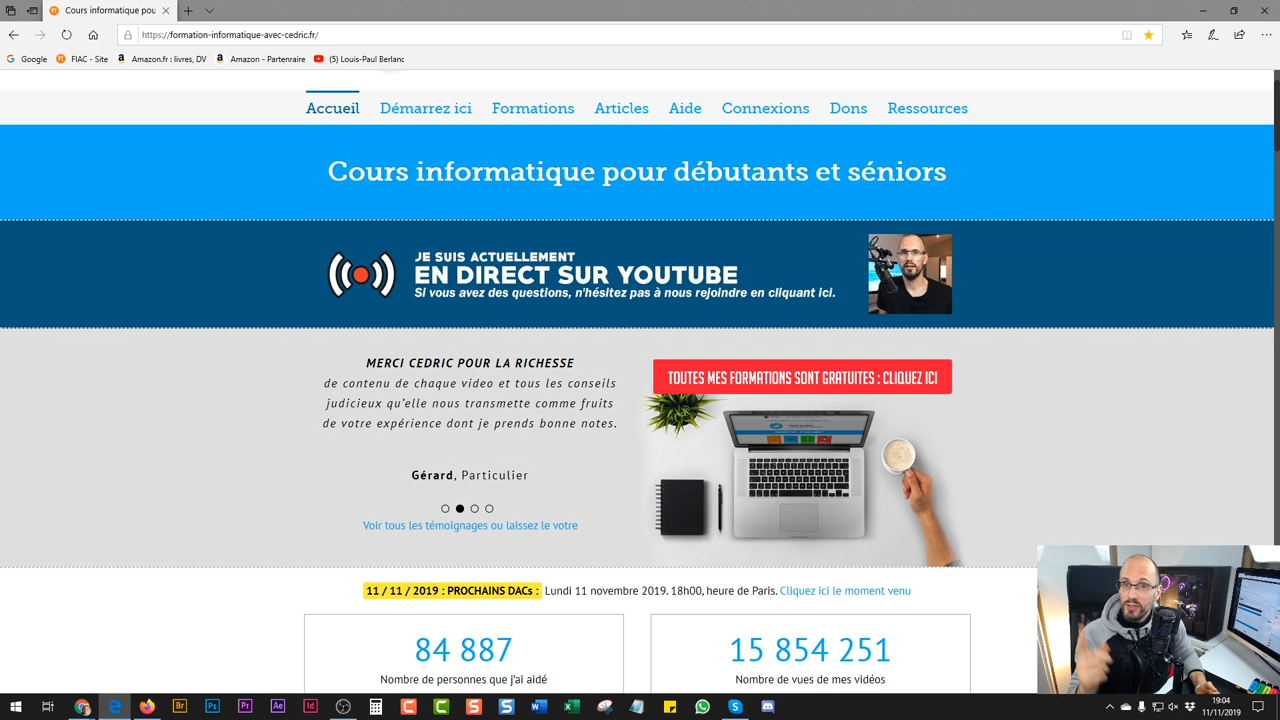 Cours informatique pou
https://formation-informatique-avec-cedric.fr/
Google
FIAC - Site
Amazon.fr : livres, DV
Amazon - Partenraire
(5) Louis-Paul Berlanc
Accueil
Démarrez ici
Formations
Articles
Aide
Connexions
Dons
Ressources
Cours informatique pour débutants et séniors
JE SUIS ACTUELLEMENT
EN DIRECT SUR YOUTUBE
Si vous avez des questions, n'hésitez pas à nous rejoindre en cliquant ici.
MERCI CEDRIC POUR LA RICHESSE
de contenu de chaque video et tous les conseils
judicieux qu'elle nous transmette comme fruits
de votre expérience dont je prends bonne notes.
Gérard, Particulier
Voir tous les témoignages ou laissez le votre
TOUTES MES FORMATIONS SONT GRATUITES : CLIQUEZ ICI
11 / 11 / 2019 : PROCHAINS DACs : Lundi 11 novembre 2019. 18h00, heure de Paris. Cliquez ici le moment venu
84 887
Nombre de personnes que j'ai aidé
15 854 251
Nombre de vues de mes vidéos
Br
Ps
Pr
Ae
Id
19:04
11/11/2019